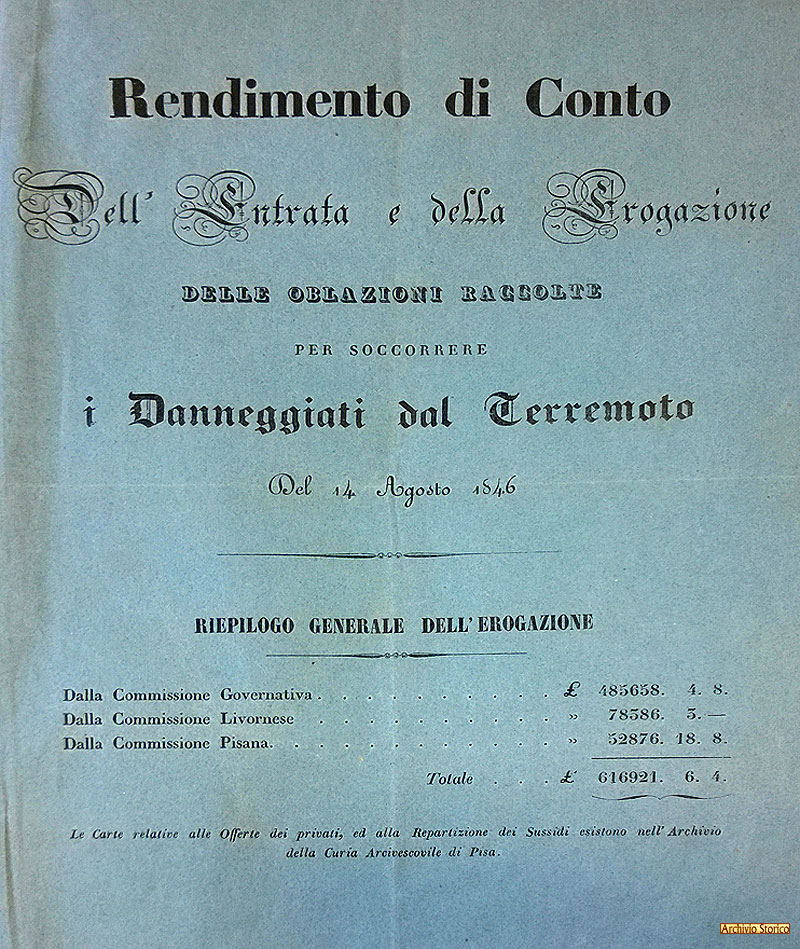 Rendimento di Conto
Dell' Entrata e della Erogazione
DELLE OBLAZIONI RACCOLTE
PER SOCCORRERE
i Danneggiati dal Terremoto
Del 14 Agosto 1846
RIEPILOGO GENERALE DELL'EROGAZIONE
Dalla Commissione Governativa . . . . . . . . . . £ 485658. 4. 8.
Dalla Commissione Livornese . . . . . . . . . . » 78386. 3. —
Dalla Commissione Pisana. . . . . . . . . . . » 52876. 18. 8.
Totale . . . £ 616921. 6. 4.
Le Carte relative alle Offerte dei privati, ed alla Repartizione dei Sussidi esistono nell'Archivio
della Curia Arcivescovile di Pisa.
Archivio Storico